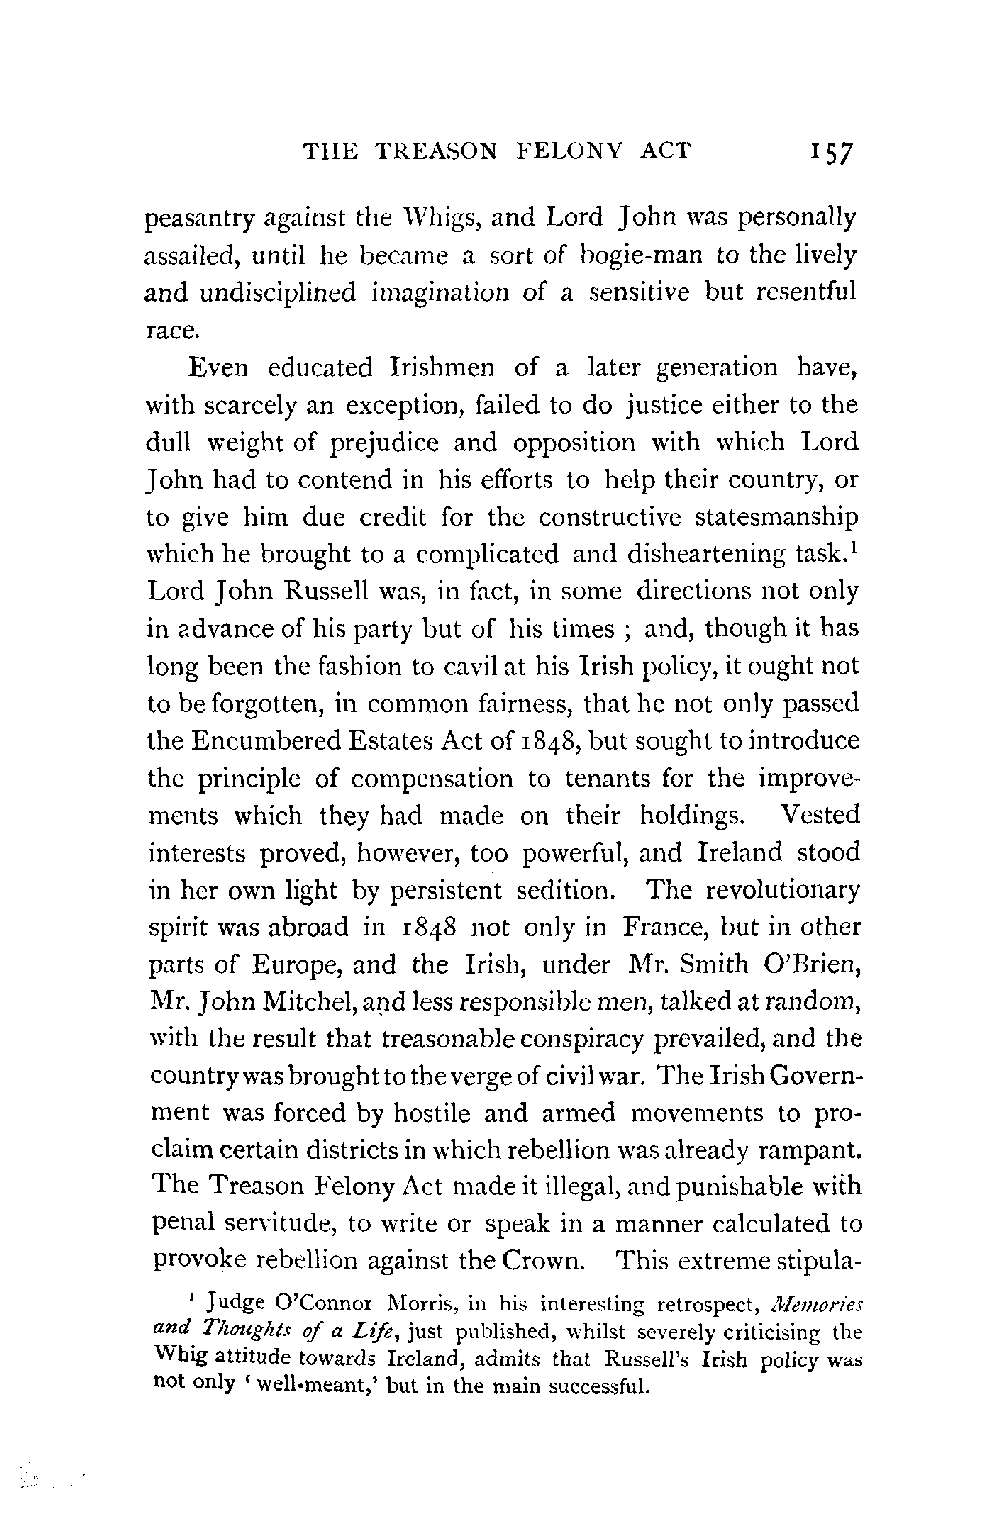 THE TREASON FELONY ACT 157
peasantry against the Whigs, and Lord John was personally
assailed, until he became a sort of bogie-man to the lively
and undisciplined imagination of a sensitive but resentful
race.
Even educated Irishmen of a later generation have,
with scarcely an exception, failed to do justice either to the
dull weight of prejudice and opposition with which Lord
John had to contend in his efforts to help their country, or
to give him due credit for the constructive statesmanship
which he brought to a complicated and disheartening task.¹
Lord John Russell was, in fact, in some directions not only
in advance of his party but of his times ; and, though it has
long been the fashion to cavil at his Irish policy, it ought not
to be forgotten, in common fairness, that he not only passed
the Encumbered Estates Act of 1848, but sought to introduce
the principle of compensation to tenants for the improve-
ments which they had made on their holdings. Vested
interests proved, however, too powerful, and Ireland stood
in her own light by persistent sedition. The revolutionary
spirit was abroad in 1848 not only in France, but in other
parts of Europe, and the Irish, under Mr. Smith O'Brien,
Mr. John Mitchel, and less responsible men, talked at random,
with the result that treasonable conspiracy prevailed, and the
country was brought to the verge of civil war. The Irish Govern-
ment was forced by hostile and armed movements to pro-
claim certain districts in which rebellion was already rampant.
The Treason Felony Act made it illegal, and punishable with
penal servitude, to write or speak in a manner calculated to
provoke rebellion against the Crown. This extreme stipula-
¹ Judge O'Connor Morris, in his interesting retrospect, Memories
and Thoughts of a Life, just published, whilst severely criticising the
Whig attitude towards Ireland, admits that Russell's Irish policy was
not only ‘ well-meant,’ but in the main successful.